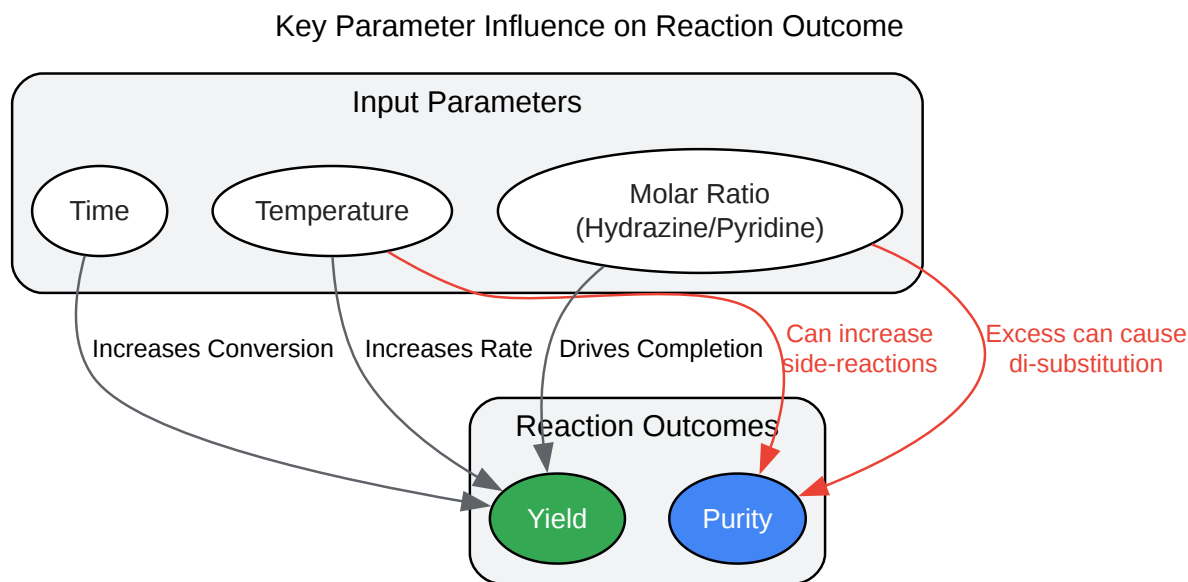 Key Parameter Influence on Reaction Outcome
Input Parameters
Time
Temperature
Molar Ratio
(Hydrazine/Pyridine)
Increases Conversion
Increases Rate
Drives Completion
Can increase
side-reactions
Excess can cause
di-substitution
Reaction Outcomes
Yield
Purity